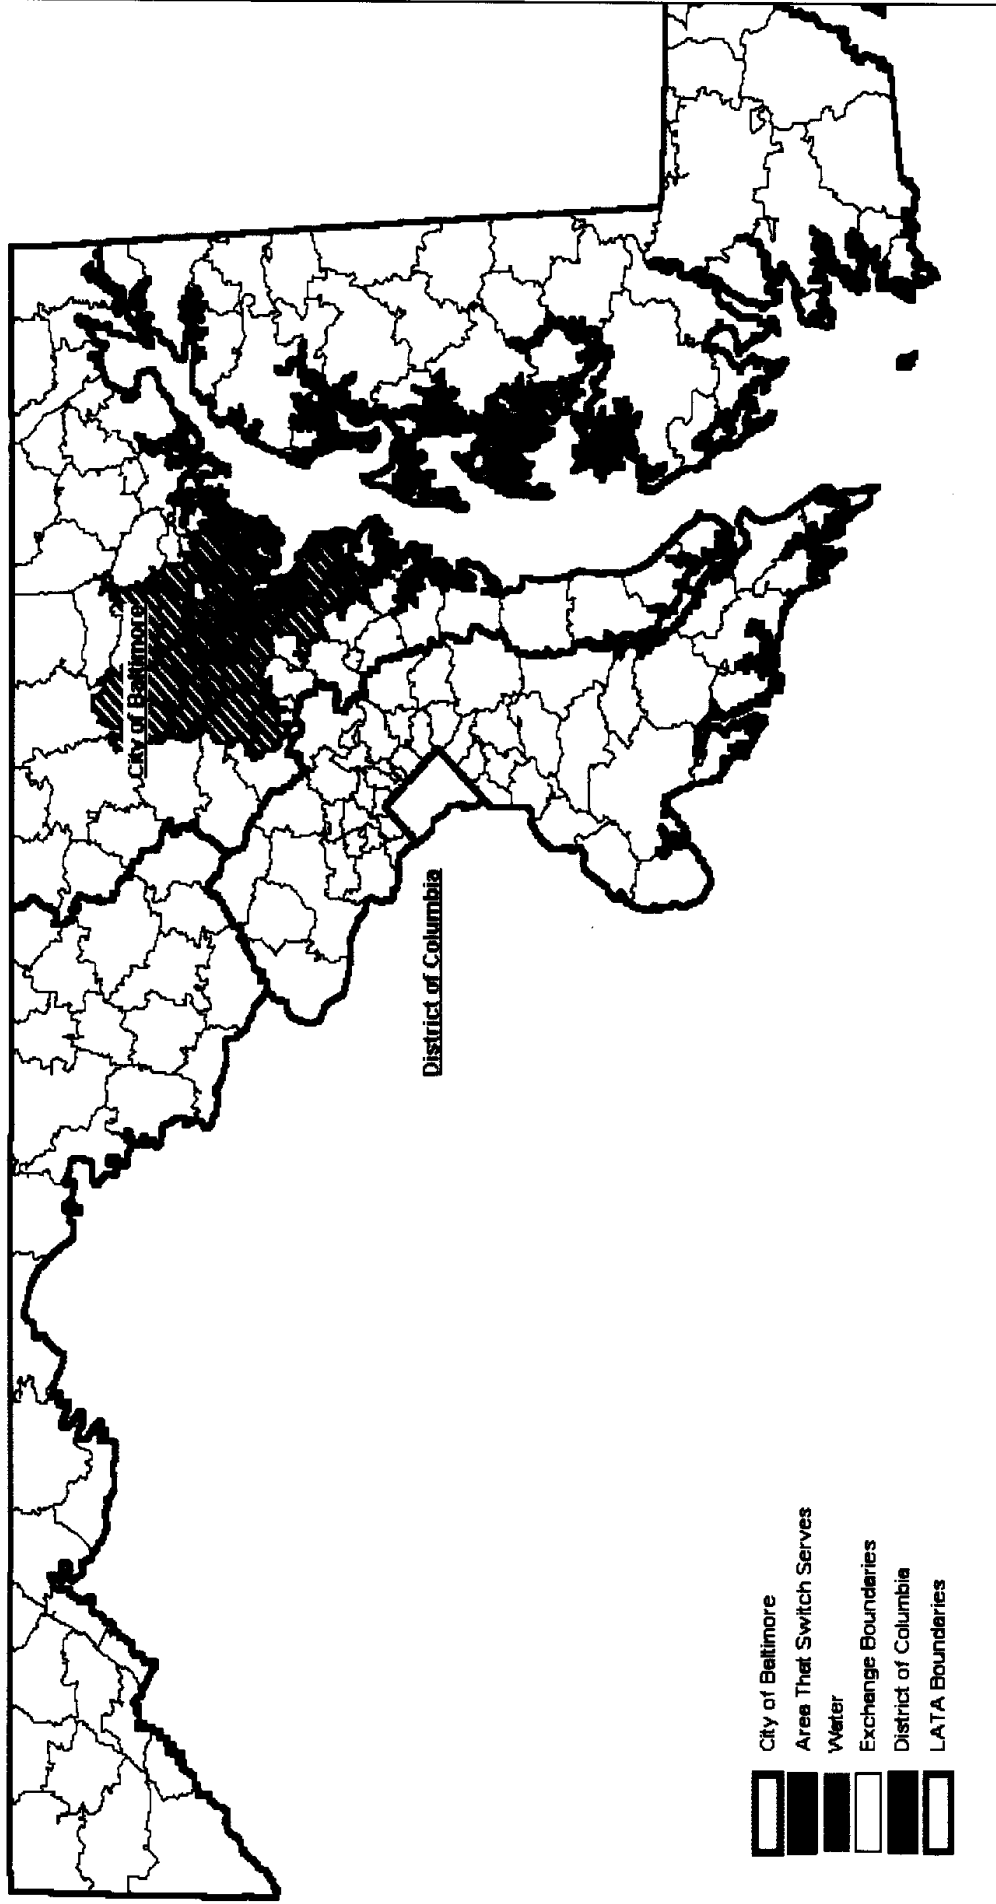 City of Baltimore
District of Columbia
City of Baltimore
Area That Switch Serves
Water
Exchange Boundaries
District of Columbia
LATA Boundaries